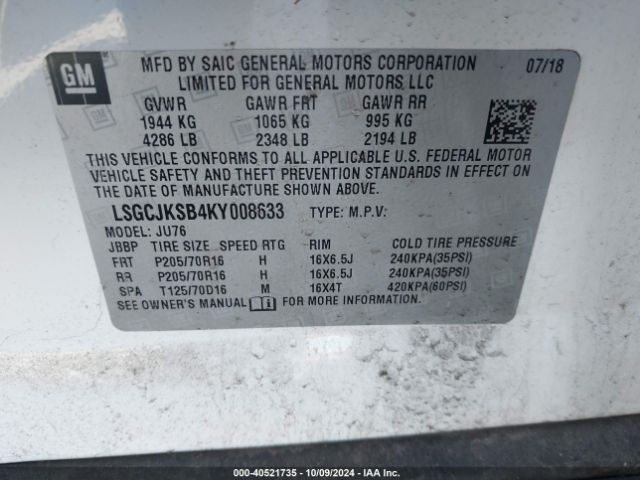 GM
MFD BY SAIC GENERAL MOTORS CORPORATION 07/18
LIMITED FOR GENERAL MOTORS LLC
GVWR GAWR FRT GAWR RR
1944 KG 1065 KG 995 KG
4286 LB 2348 LB 2194 LB
THIS VEHICLE CONFORMS TO ALL APPLICABLE U.S. FEDERAL MOTOR
VEHICLE SAFETY AND THEFT PREVENTION STANDARDS IN EFFECT ON
THE DATE OF MANUFACTURE SHOWN ABOVE.
LSGCJKSB4KY008633 TYPE: M.P.V:
MODEL: JU76
JBBP TIRE SIZE SPEED RTG RIM COLD TIRE PRESSURE
FRT P205/70R16 H 16X6.5J 240KPA(35PSI)
RR P205/70R16 H 16X6.5J 240KPA(35PSI)
SPA T125/70D16 M 16X4T 420KPA(60PSI)
SEE OWNER'S MANUAL FOR MORE INFORMATION.
000-40521735 - 10/09/2024 - IAA Inc.